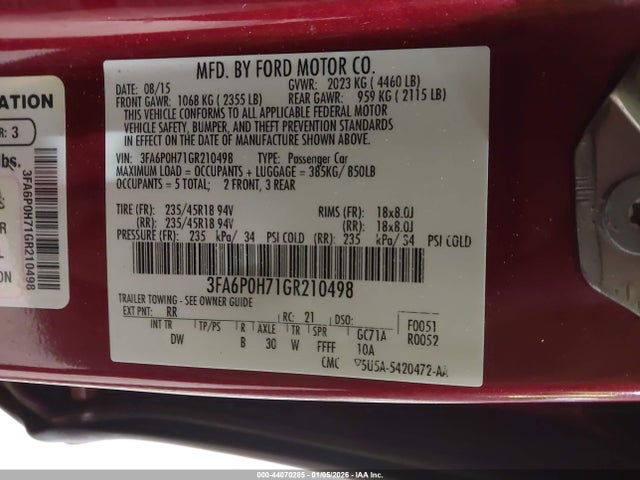 MFD. BY FORD MOTOR CO.
DATE: 08/15 GVWR: 2023 KG ( 4460 LB)
FRONT GAWR: 1068 KG ( 2355 LB) REAR GAWR: 959 KG ( 2115 LB)
THIS VEHICLE CONFORMS TO ALL APPLICABLE FEDERAL MOTOR
VEHICLE SAFETY, BUMPER, AND THEFT PREVENTION STANDARDS
IN EFFECT ON THE DATE OF MANUFACTURE SHOWN ABOVE.
VIN: 3FA6P0H71GR210498 TYPE: Passenger Car
MAXIMUM LOAD = OCCUPANTS + LUGGAGE = 385KG/ 850LB
OCCUPANTS: 5 TOTAL; 2 FRONT, 3 REAR
TIRE (FR): 235/45R18 94V RIMS (FR): 18x8.0J
(RR): 235/45R18 94V (RR): 18x8.0J
PRESSURE (FR): 235 kPa/ 34 PSI COLD (RR): 235 kPa/ 34 PSI COLD
3FA6P0H71GR210498
TRAILER TOWING - SEE OWNER GUIDE
EXT PNT: RR RC: 21 DSO: F0051
INT TR TP/PS R AXLE TR SPR GC71A R0052
DW B 30 W FFFF 10A
CMC 5U5A-5420472-AA
ATION
R: 3
lbs.
3FA6P0H71GR210498
000-44070285 - 01/05/2026 - IAA Inc.